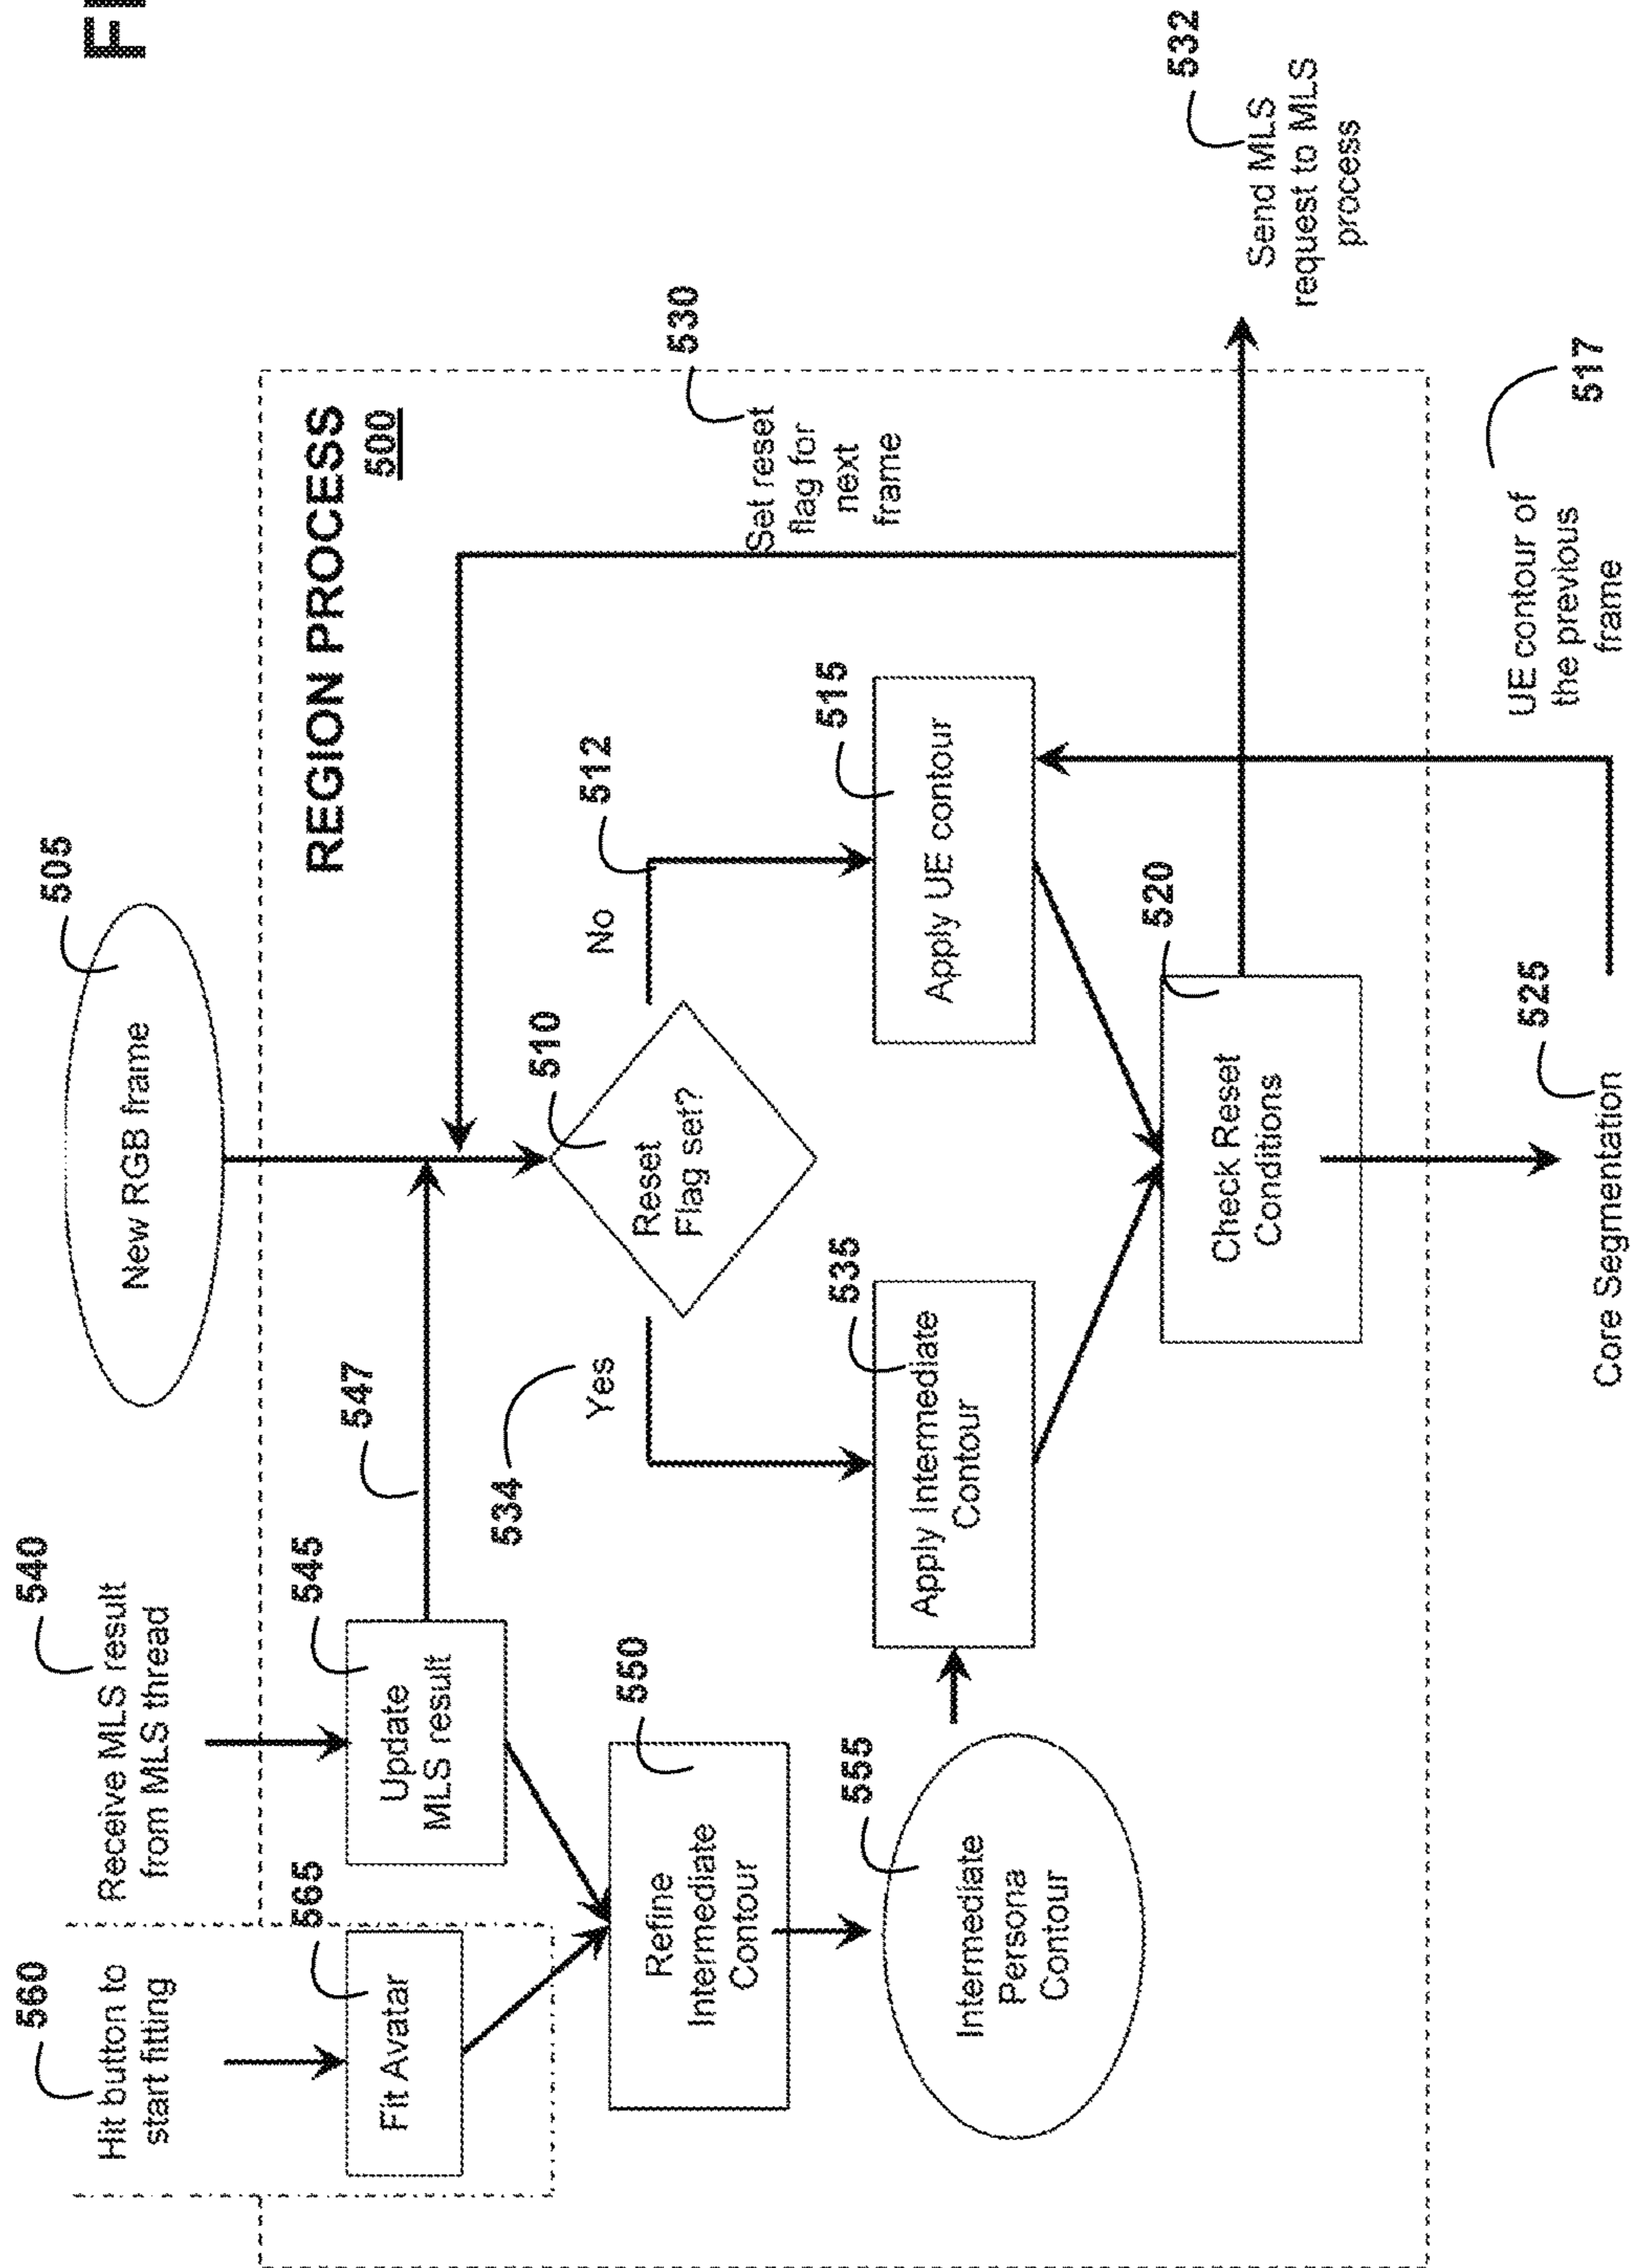 FI
560
Hit button to
start fitting
540
Receive MLS result
from MLS thread
505
New RGB frame
REGION PROCESS
500
565
Fit Avatar
545
Update
MLS result
547
510
Reset
Flag set?
534
Yes
No
512
530
Set reset
flag for
next
frame
550
Refine
Intermediate
Contour
555
Intermediate
Persona
Contour
535
Apply Intermediate
Contour
515
Apply UE contour
520
Check Reset
Conditions
532
Send MLS
request to MLS
process
525
Core Segmentation
UE contour of
the previous
frame
517